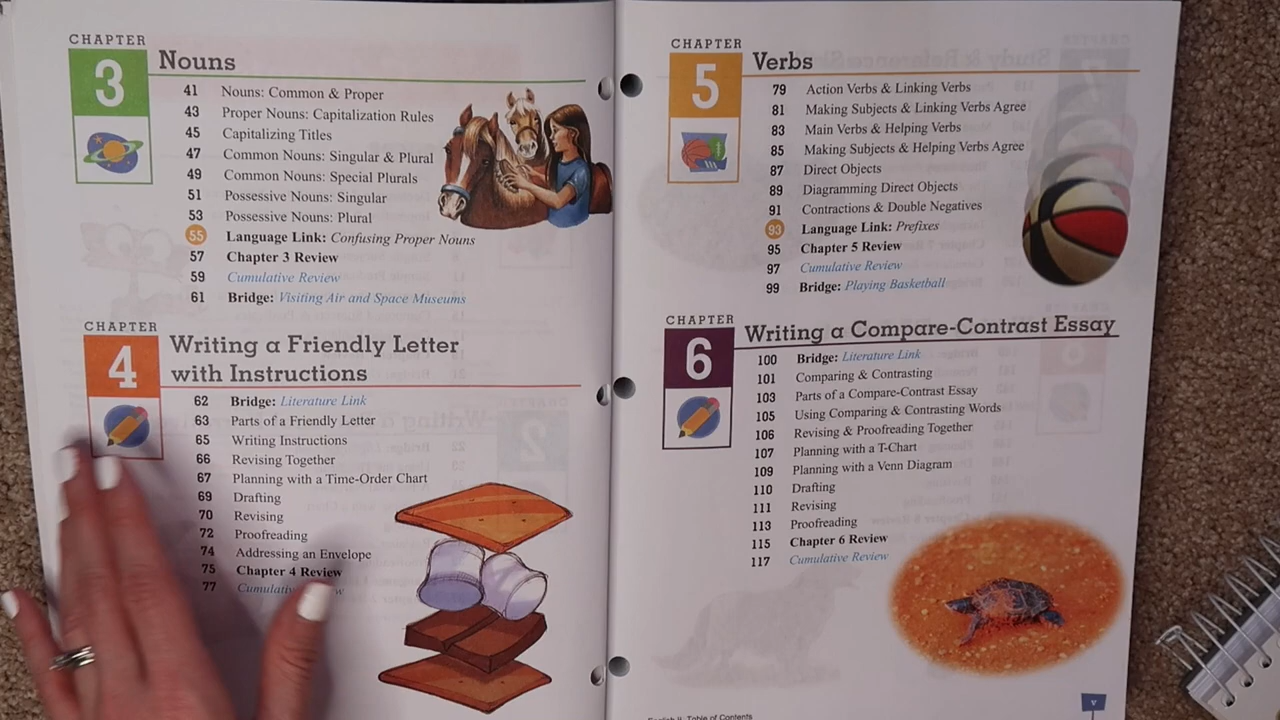 CHAPTER
3
Nouns
41 Nouns: Common & Proper
43 Proper Nouns: Capitalization Rules
45 Capitalizing Titles
47 Common Nouns: Singular & Plural
49 Common Nouns: Special Plurals
51 Possessive Nouns: Singular
53 Possessive Nouns: Plural
55 Language Link: Confusing Proper Nouns
57 Chapter 3 Review
59 Cumulative Review
61 Bridge: Visiting Air and Space Museums
CHAPTER
4
Writing a Friendly Letter
with Instructions
62 Bridge: Literature Link
63 Parts of a Friendly Letter
65 Writing Instructions
66 Revising Together
67 Planning with a Time-Order Chart
69 Drafting
70 Revising
72 Proofreading
74 Addressing an Envelope
75 Chapter 4 Review
77
CHAPTER
5
Verbs
79 Action Verbs & Linking Verbs
81 Making Subjects & Linking Verbs Agree
83 Main Verbs & Helping Verbs
85 Making Subjects & Helping Verbs Agree
87 Direct Objects
89 Diagramming Direct Objects
91 Contractions & Double Negatives
93 Language Link: Prefixes
95 Chapter 5 Review
97 Cumulative Review
99 Bridge: Playing Basketball
CHAPTER
6
Writing a Compare-Contrast Essay
100 Bridge: Literature Link
101 Comparing & Contrasting
103 Parts of a Compare-Contrast Essay
105 Using Comparing & Contrasting Words
106 Revising & Proofreading Together
107 Planning with a T-Chart
109 Planning with a Venn Diagram
110 Drafting
111 Revising
113 Proofreading
115 Chapter 6 Review
117 Cumulative Review
Table of Contents
v